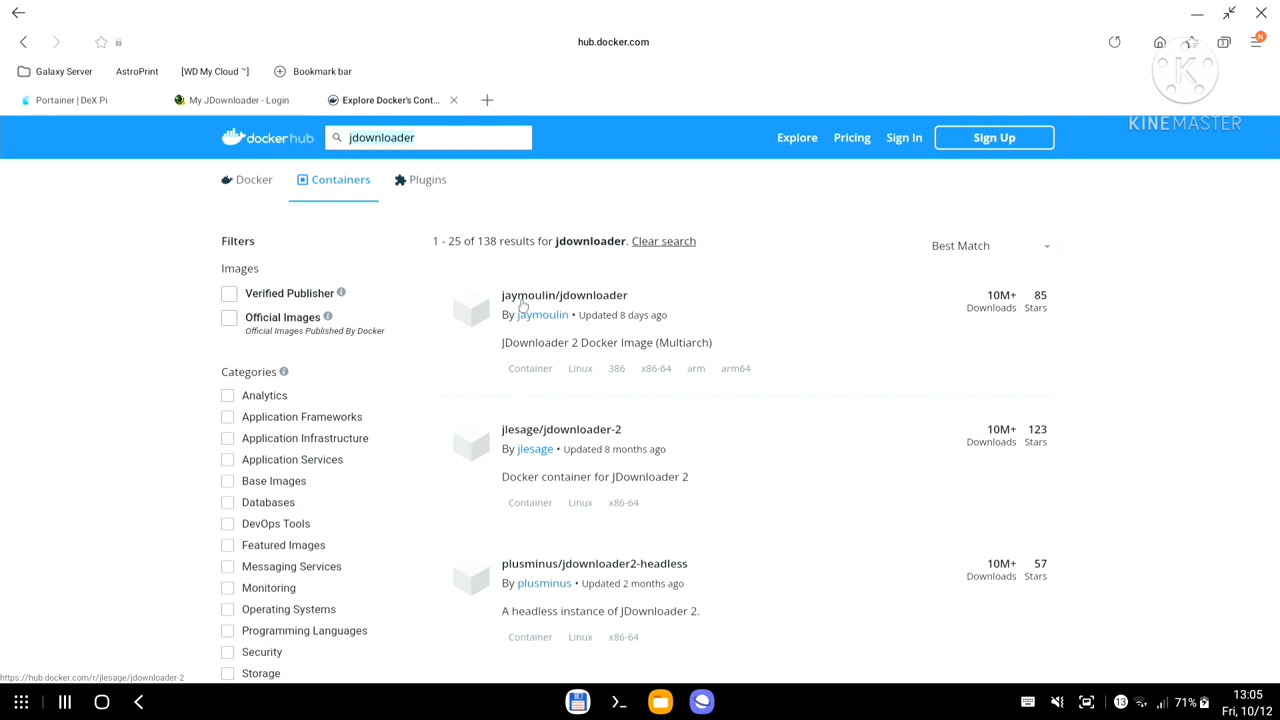 hub.docker.com
N
3
Galaxy Server
AstroPrint
[WD My Cloud ™]
Bookmark bar
K
KINEMASTER
Portainer | DeX Pi
My JDownloader - Login
Explore Docker's Cont...
docker hub
jdownloader
Explore
Pricing
Sign In
Sign Up
Docker
Containers
Plugins
Filters
1 - 25 of 138 results for jdownloader. Clear search
Best Match
Images
Verified Publisher
Official Images
Official Images Published By Docker
Categories
Analytics
Application Frameworks
Application Infrastructure
Application Services
Base Images
Databases
DevOps Tools
Featured Images
Messaging Services
Monitoring
Operating Systems
Programming Languages
Security
Storage
jaymoulin/jdownloader
10M+ 85
By jaymoulin • Updated 8 days ago
Downloads Stars
JDownloader 2 Docker Image (Multiarch)
Container Linux 386 x86-64 arm arm64
jlesage/jdownloader-2
10M+ 123
By jlesage • Updated 8 months ago
Downloads Stars
Docker container for JDownloader 2
Container Linux x86-64
plusminus/jdownloader2-headless
10M+ 57
By plusminus • Updated 2 months ago
Downloads Stars
A headless instance of JDownloader 2.
Container Linux x86-64
https://hub.docker.com/r/jlesage/jdownloader-2
13
71%
13:05
Fri, 10/12